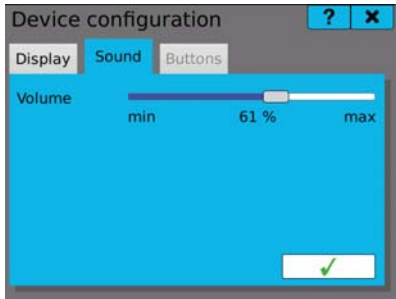 Device configuration ?
Display Sound Buttons
Volume
min 61 % max